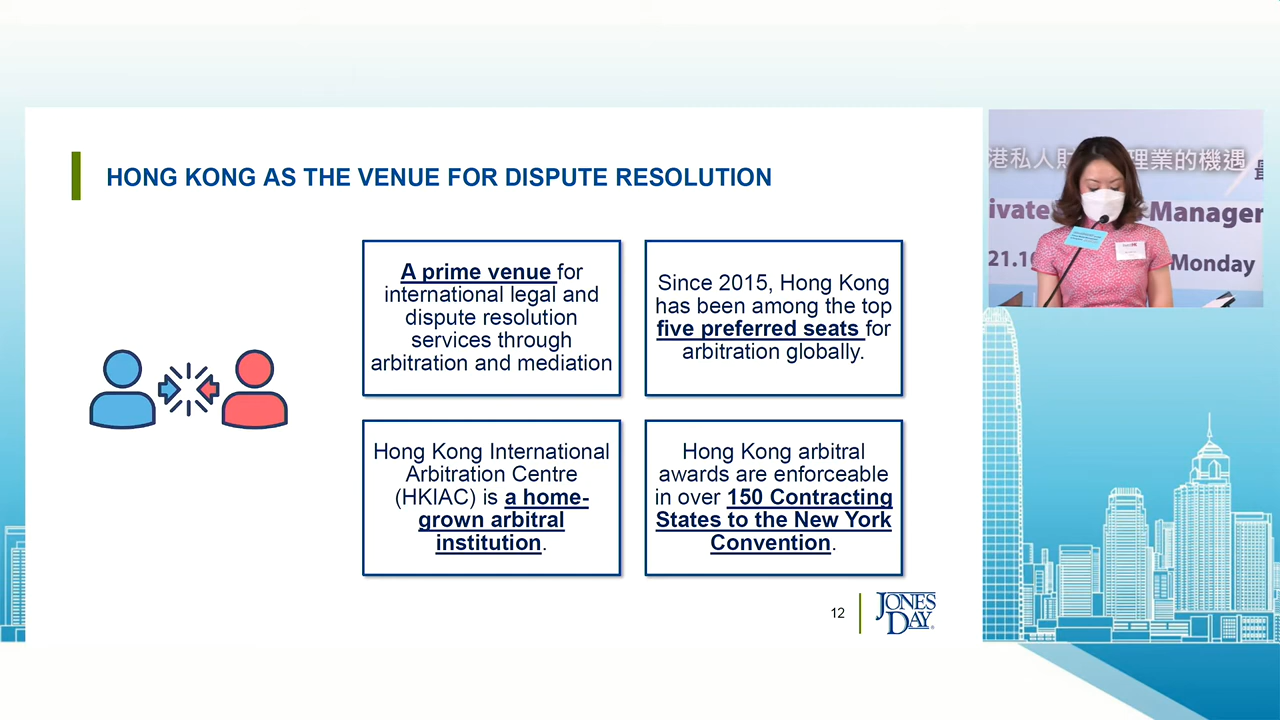 HONG KONG AS THE VENUE FOR DISPUTE RESOLUTION
A prime venue for
international legal and
dispute resolution
services through
arbitration and mediation
Since 2015, Hong Kong
has been among the top
five preferred seats for
arbitration globally.
Hong Kong International
Arbitration Centre
(HKIAC) is a home-
grown arbitral
institution.
Hong Kong arbitral
awards are enforceable
in over 150 Contracting
States to the New York
Convention.
12
JONES
DAY
港私人財 理業的機遇
ivate Manager
21.1 Monday